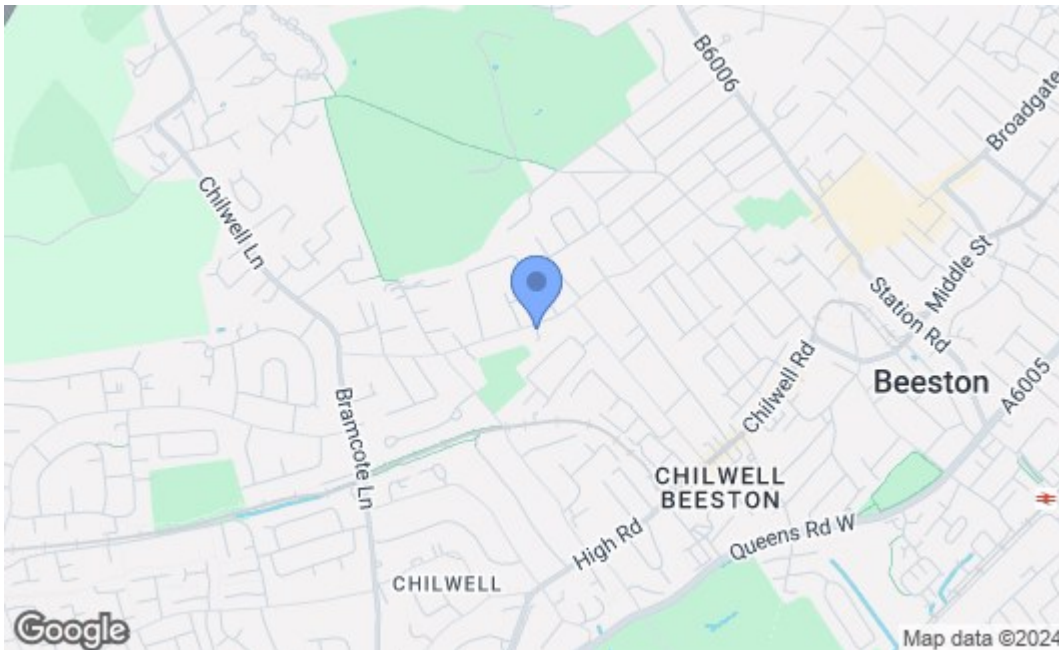 B6006
Broadgate
Chilwell Ln
Middle St
Station Rd
Chilwell Rd
Beeston
A6005
Bramcote Ln
CHILWELL
BEESTON
High Rd
Queens Rd W
CHILWELL
Google
Map data ©2024